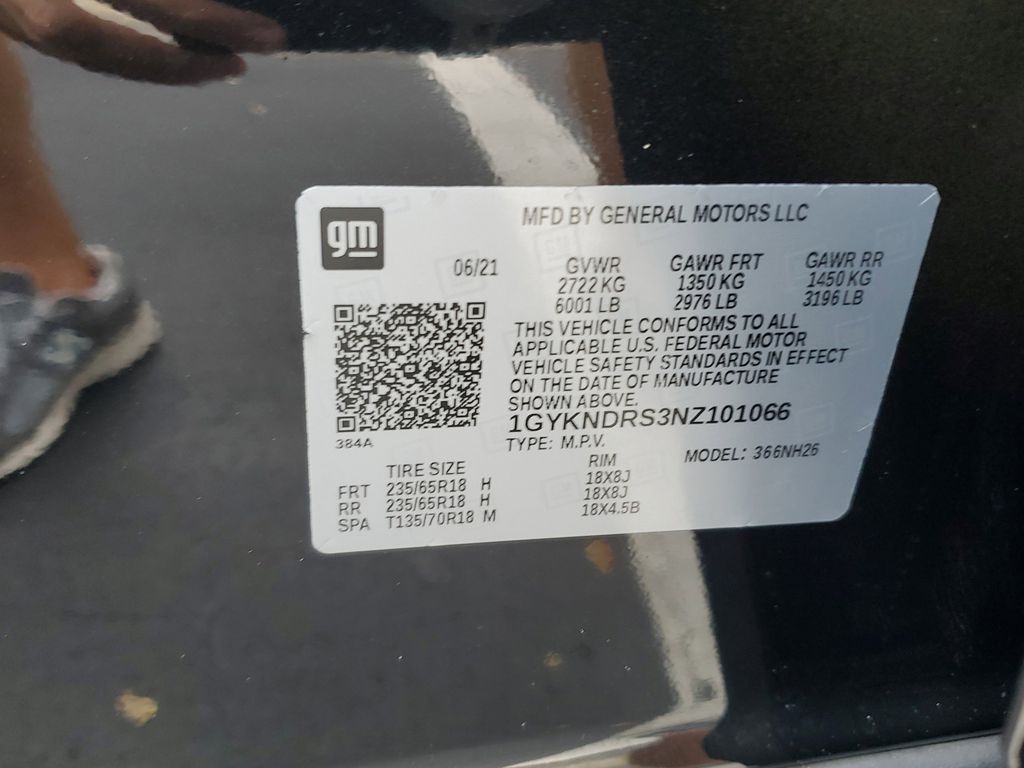 gm
MFD BY GENERAL MOTORS LLC
06/21
GVWR GAWR FRT GAWR RR
2722 KG 1350 KG 1450 KG
6001 LB 2976 LB 3196 LB
THIS VEHICLE CONFORMS TO ALL
APPLICABLE U.S. FEDERAL MOTOR
VEHICLE SAFETY STANDARDS IN EFFECT
ON THE DATE OF MANUFACTURE
SHOWN ABOVE.
1GYKNDRS3NZ101066
384A
TYPE: M.P.V. MODEL: 366NH26
TIRE SIZE RIM
FRT 235/65R18 H 18X8J
RR 235/65R18 H 18X8J
SPA T135/70R18 M 18X4.5B